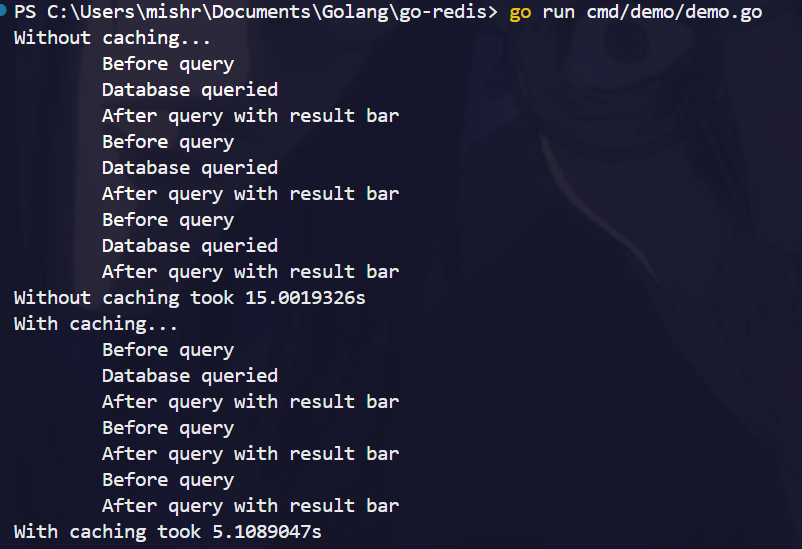 PS C:\Users\mishr\Documents\Golang\go-redis> go run cmd/demo/demo.go
Without caching...
Before query
Database queried
After query with result bar
Before query
Database queried
After query with result bar
Before query
Database queried
After query with result bar
Without caching took 15.0019326s
With caching...
Before query
Database queried
After query with result bar
Before query
After query with result bar
Before query
After query with result bar
With caching took 5.1089047s